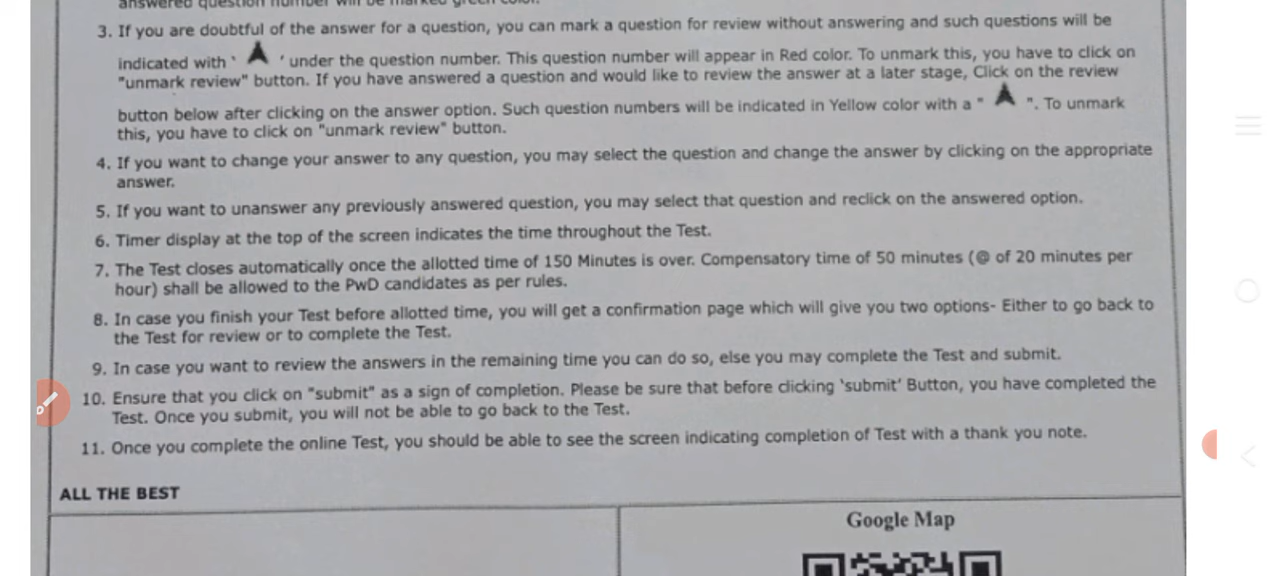 answered question number will be marked green color.
3. If you are doubtful of the answer for a question, you can mark a question for review without answering and such questions will be
indicated with ' ' under the question number. This question number will appear in Red color. To unmark this, you have to click on
"unmark review" button. If you have answered a question and would like to review the answer at a later stage, Click on the review
button below after clicking on the answer option. Such question numbers will be indicated in Yellow color with a " ". To unmark
this, you have to click on "unmark review" button.
4. If you want to change your answer to any question, you may select the question and change the answer by clicking on the appropriate
answer.
5. If you want to unanswer any previously answered question, you may select that question and reclick on the answered option.
6. Timer display at the top of the screen indicates the time throughout the Test.
7. The Test closes automatically once the allotted time of 150 Minutes is over. Compensatory time of 50 minutes (@ of 20 minutes per
hour) shall be allowed to the PwD candidates as per rules.
8. In case you finish your Test before allotted time, you will get a confirmation page which will give you two options- Either to go back to
the Test for review or to complete the Test.
9. In case you want to review the answers in the remaining time you can do so, else you may complete the Test and submit.
10. Ensure that you click on "submit" as a sign of completion. Please be sure that before clicking 'submit' Button, you have completed the
Test. Once you submit, you will not be able to go back to the Test.
11. Once you complete the online Test, you should be able to see the screen indicating completion of Test with a thank you note.
ALL THE BEST
Google Map